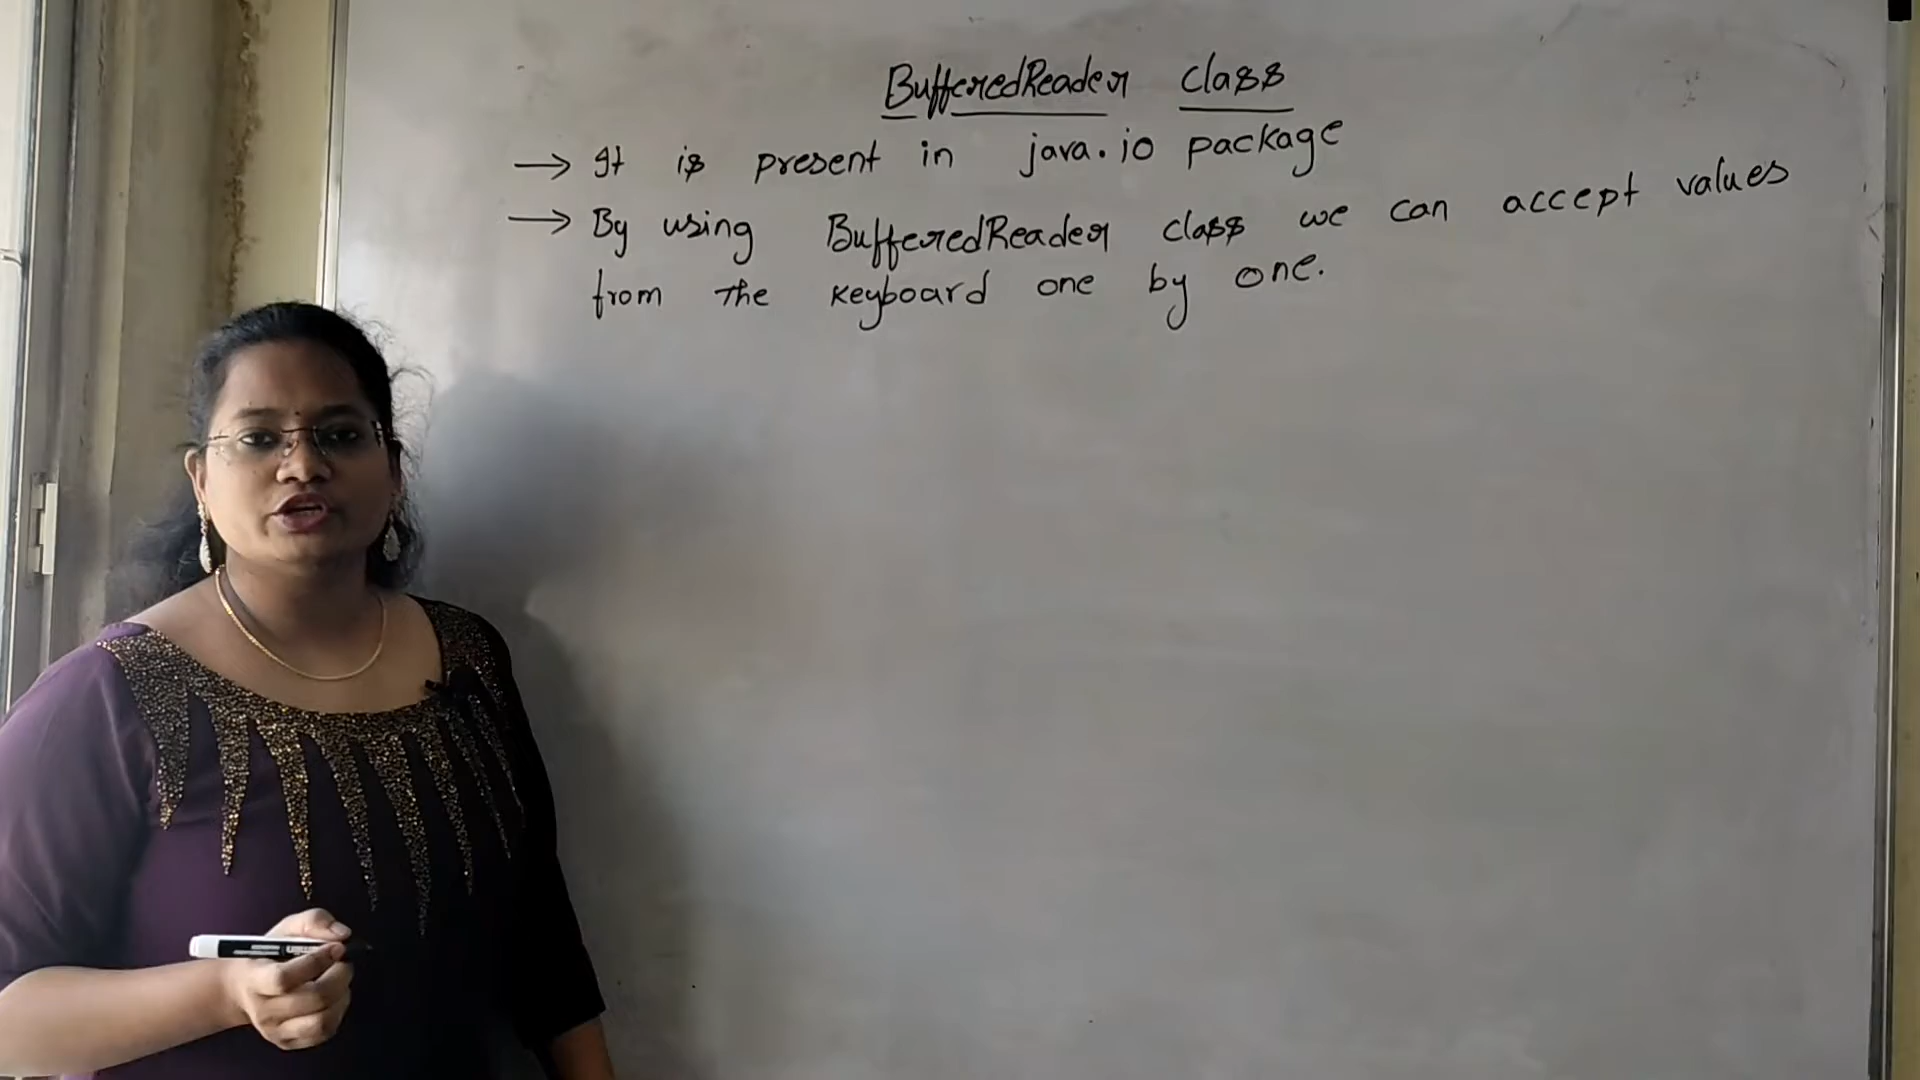 BufferedReader class
→ It is present in java.io package
→ By using BufferedReader class we can accept values
from the keyboard one by one.